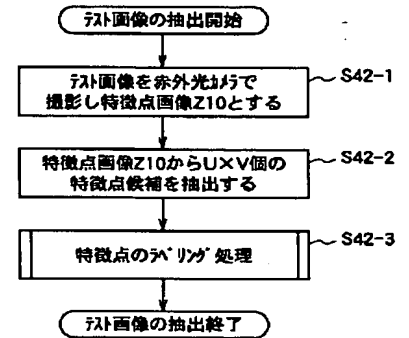 テスト画像の抽出開始
テスト画像を赤外光カメラで
撮影し特徴点画像Z10とする
S42-1
特徴点画像Z10からU×V個の
特徴点候補を抽出する
S42-2
特徴点のラベリング処理
S42-3
テスト画像の抽出終了